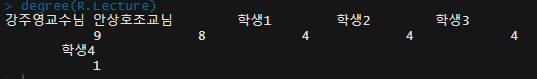 > degree(R.Lecture)
강주영교수님 안상호조교님 학생1 학생2 학생3
9 8 4 4 4
학생4
1
>